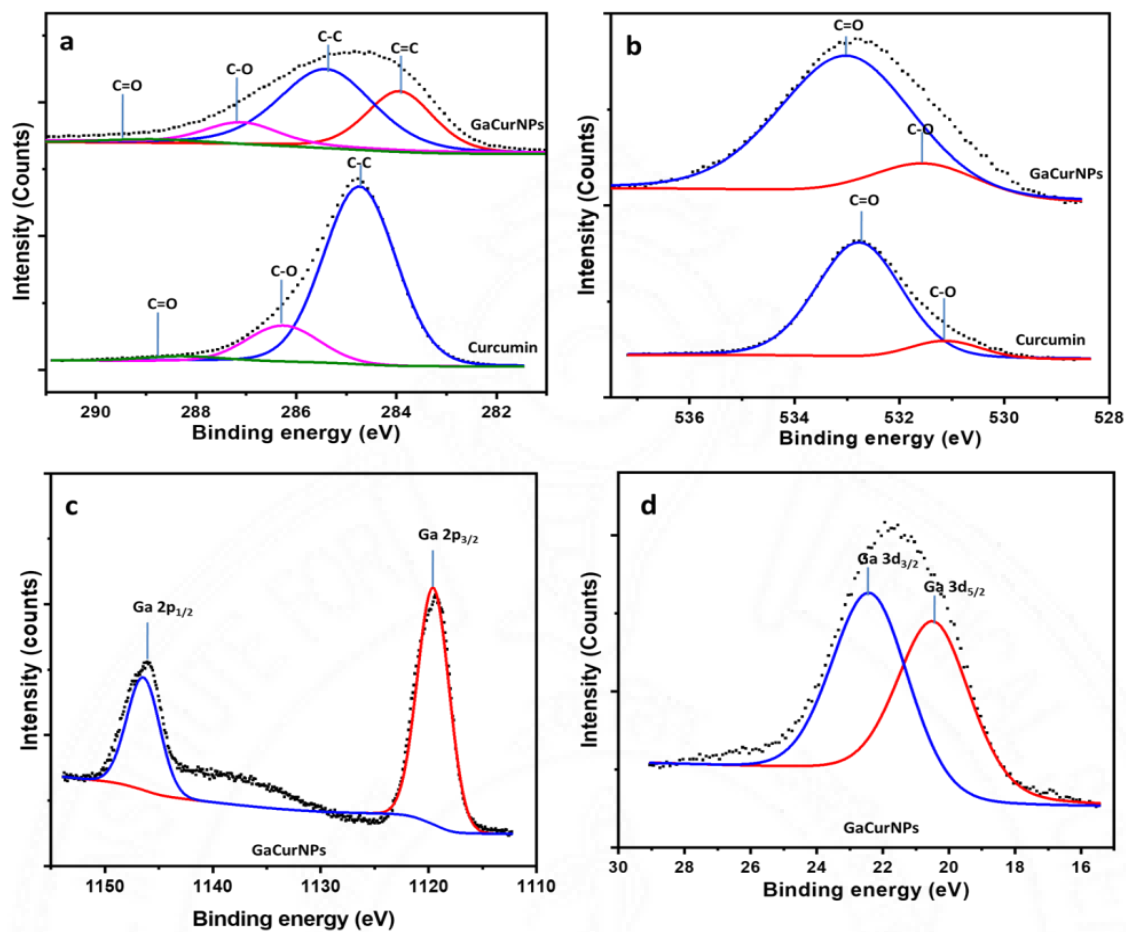 a
C=O
C-O
C-C
C=C
GaCurNPs
C-C
C-O
C=O
Curcumin
Intensity (Counts)
290 288 286 284 282
Binding energy (eV)
b
C=O
C-O
GaCurNPs
C=O
C-O
Curcumin
Intensity (Counts)
536 534 532 530 528
Binding energy (eV)
c
Ga 2p3/2
Ga 2p1/2
GaCurNPs
Intensity (counts)
1150 1140 1130 1120 1110
Binding energy (eV)
d
Ga 3d3/2
Ga 3d5/2
GaCurNPs
Intensity (Counts)
30 28 26 24 22 20 18 16
Binding energy (eV)